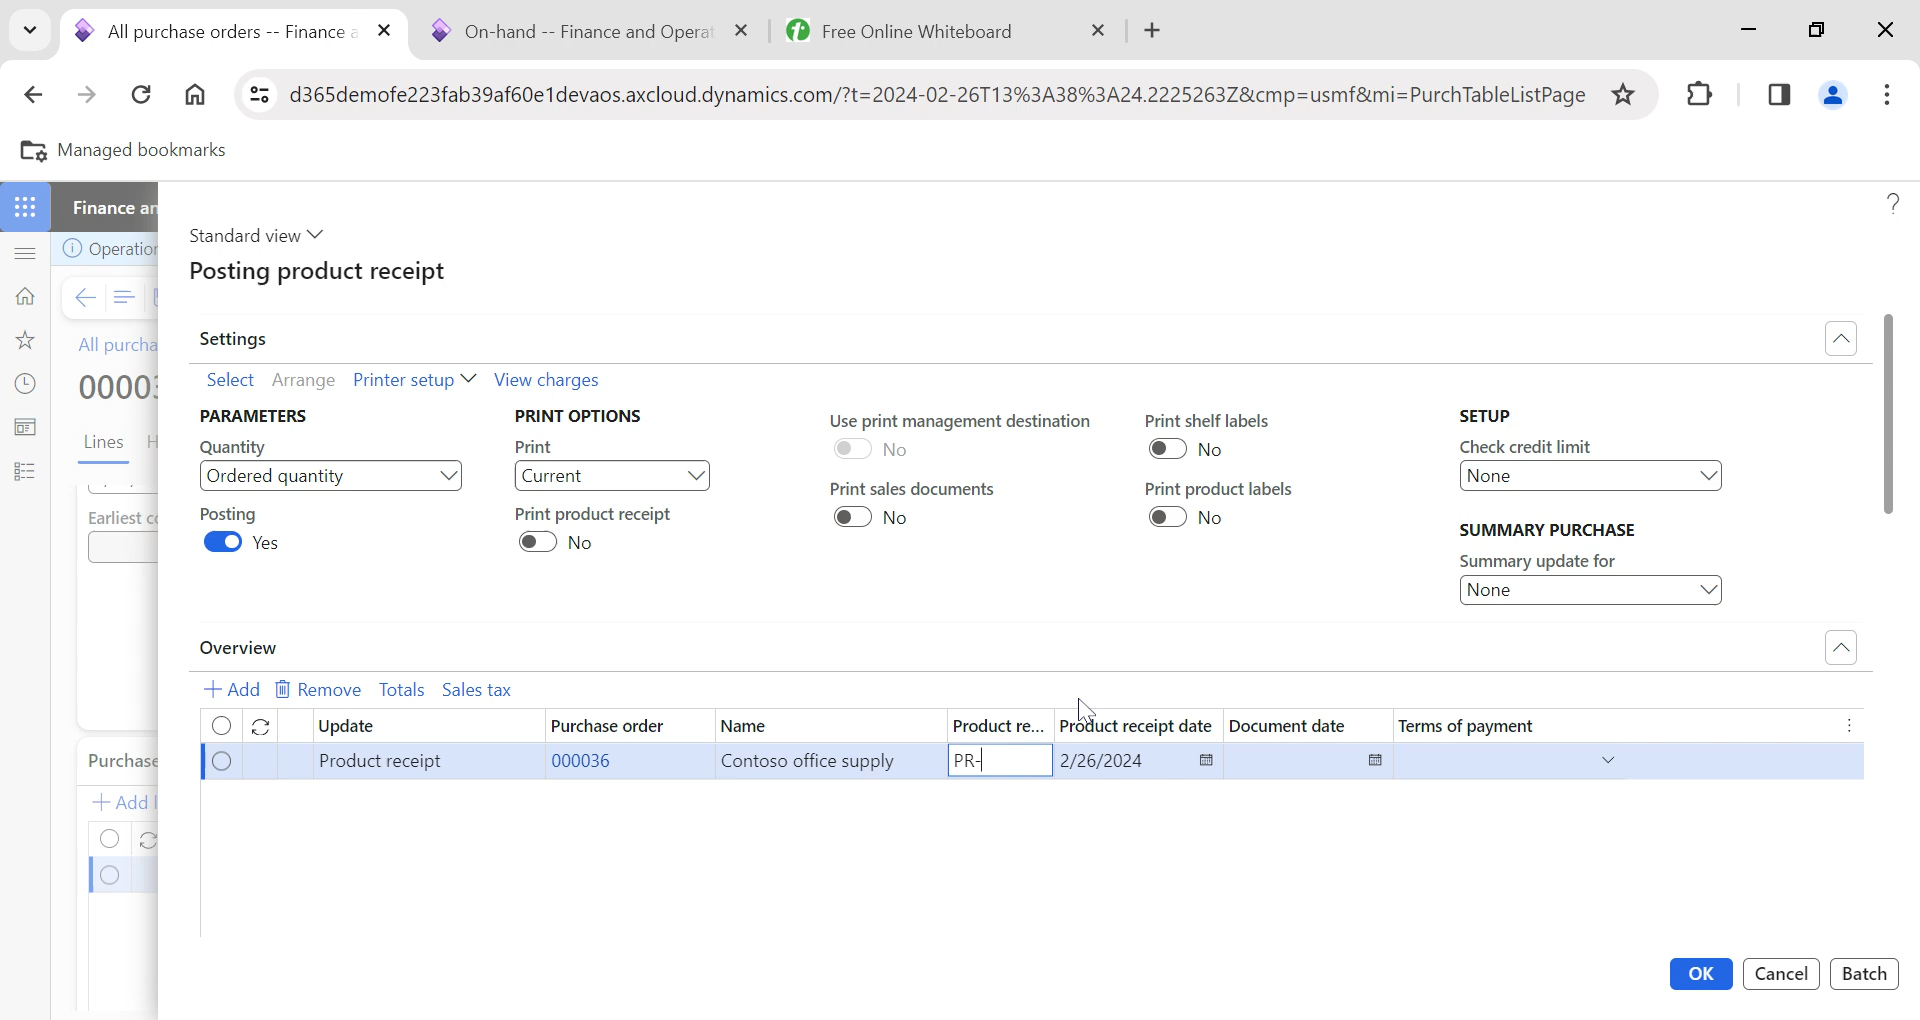 All purchase orders -- Finance a
On-hand -- Finance and Operat
Free Online Whiteboard
d365demofe223fab39af60e1devaos.axcloud.dynamics.com/?t=2024-02-26T13%3A38%3A24.2225263Z&cmp=usmf&mi=PurchTableListPage
Managed bookmarks
Finance an
Operation
All purcha
00003
Lines H
Earliest co
Purchase
Add l
?
Standard view
Posting product receipt
Settings
Select Arrange Printer setup View charges
PARAMETERS
Quantity
Ordered quantity
Posting
Yes
PRINT OPTIONS
Print
Current
Print product receipt
No
Use print management destination
No
Print sales documents
No
Print shelf labels
No
Print product labels
No
SETUP
Check credit limit
None
SUMMARY PURCHASE
Summary update for
None
Overview
Add Remove Totals Sales tax
Update Purchase order Name Product re... Product receipt date Document date Terms of payment
Product receipt 000036 Contoso office supply PR- 2/26/2024
OK Cancel Batch